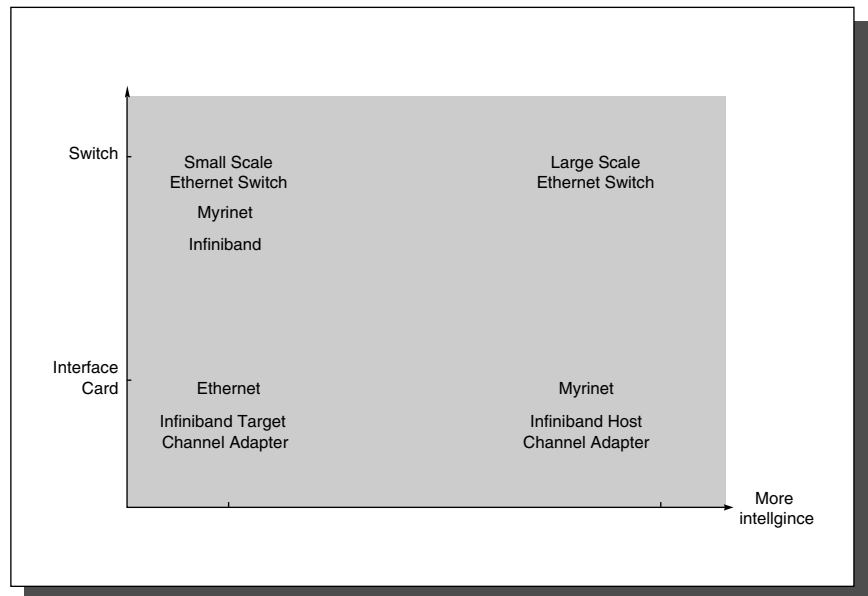 Switch
Small Scale
Ethernet Switch
Large Scale
Ethernet Switch
Myrinet
Infiniband
Interface
Card
Ethernet
Myrinet
Infiniband Target
Channel Adapter
Infiniband Host
Channel Adapter
More
intellgince